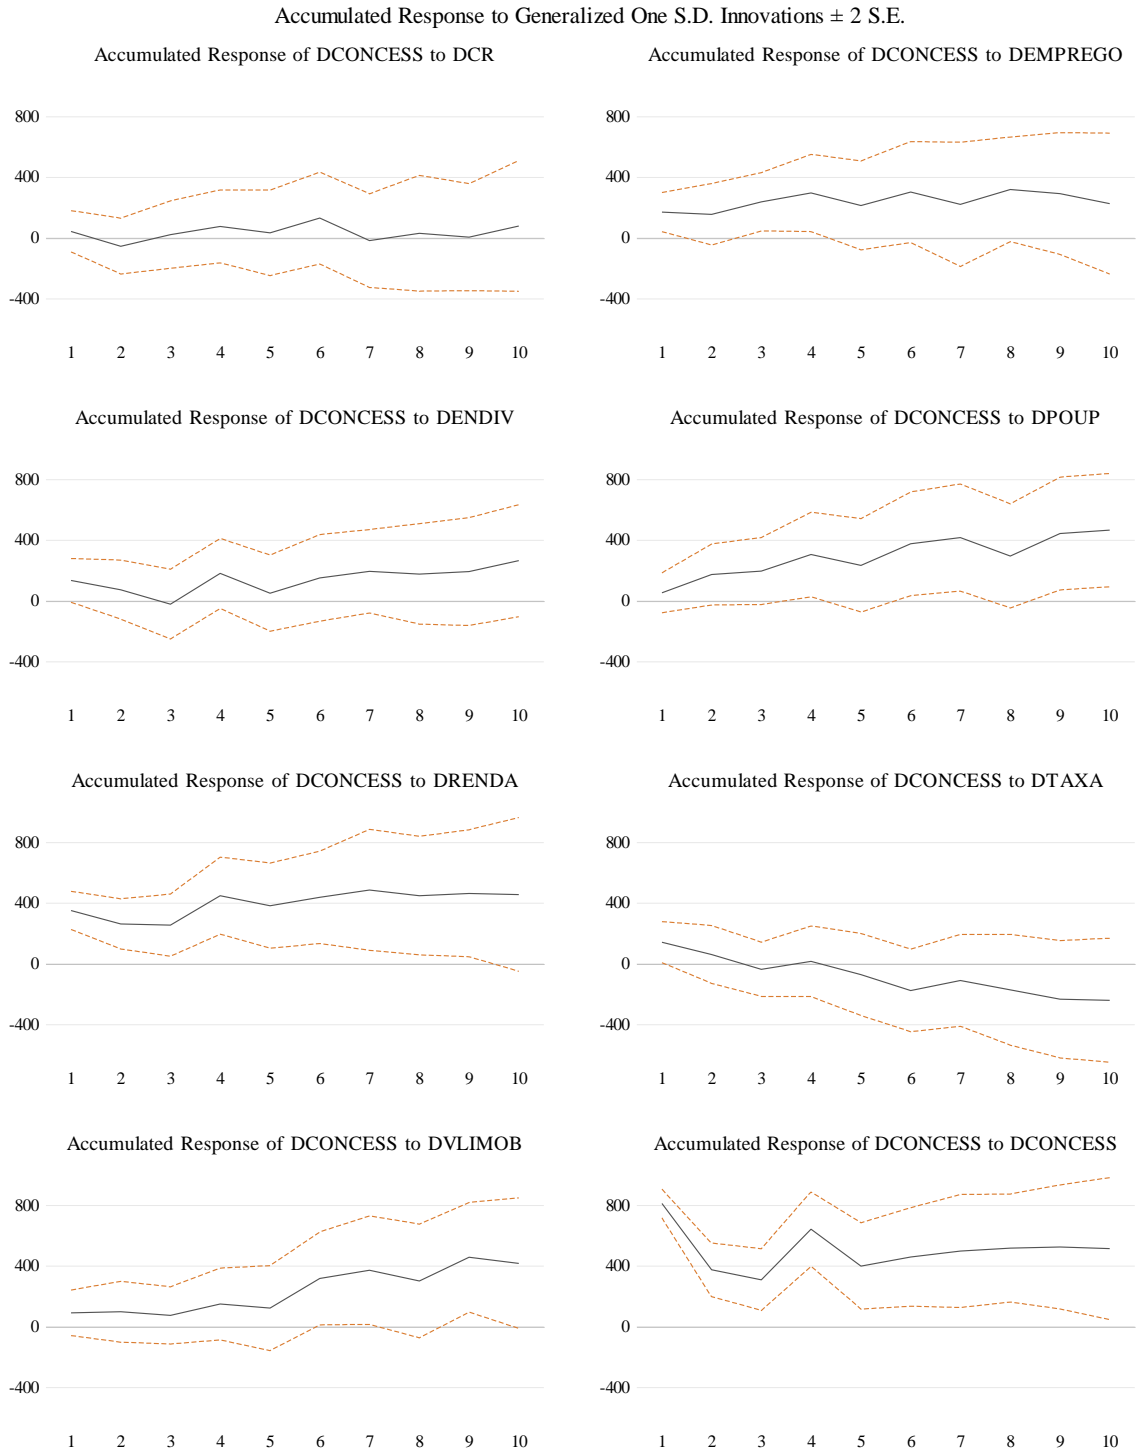 Accumulated Response to Generalized One S.D. Innovations ± 2 S.E.
Accumulated Response of DCONCESS to DCR
800
400
0
-400
1 2 3 4 5 6 7 8 9 10
Accumulated Response of DCONCESS to DEMPREGO
800
400
0
-400
1 2 3 4 5 6 7 8 9 10
Accumulated Response of DCONCESS to DENDIV
800
400
0
-400
1 2 3 4 5 6 7 8 9 10
Accumulated Response of DCONCESS to DPOUP
800
400
0
-400
1 2 3 4 5 6 7 8 9 10
Accumulated Response of DCONCESS to DRENDA
800
400
0
-400
1 2 3 4 5 6 7 8 9 10
Accumulated Response of DCONCESS to DTAXA
800
400
0
-400
1 2 3 4 5 6 7 8 9 10
Accumulated Response of DCONCESS to DVLIMOB
800
400
0
-400
1 2 3 4 5 6 7 8 9 10
Accumulated Response of DCONCESS to DCONCESS
800
400
0
-400
1 2 3 4 5 6 7 8 9 10